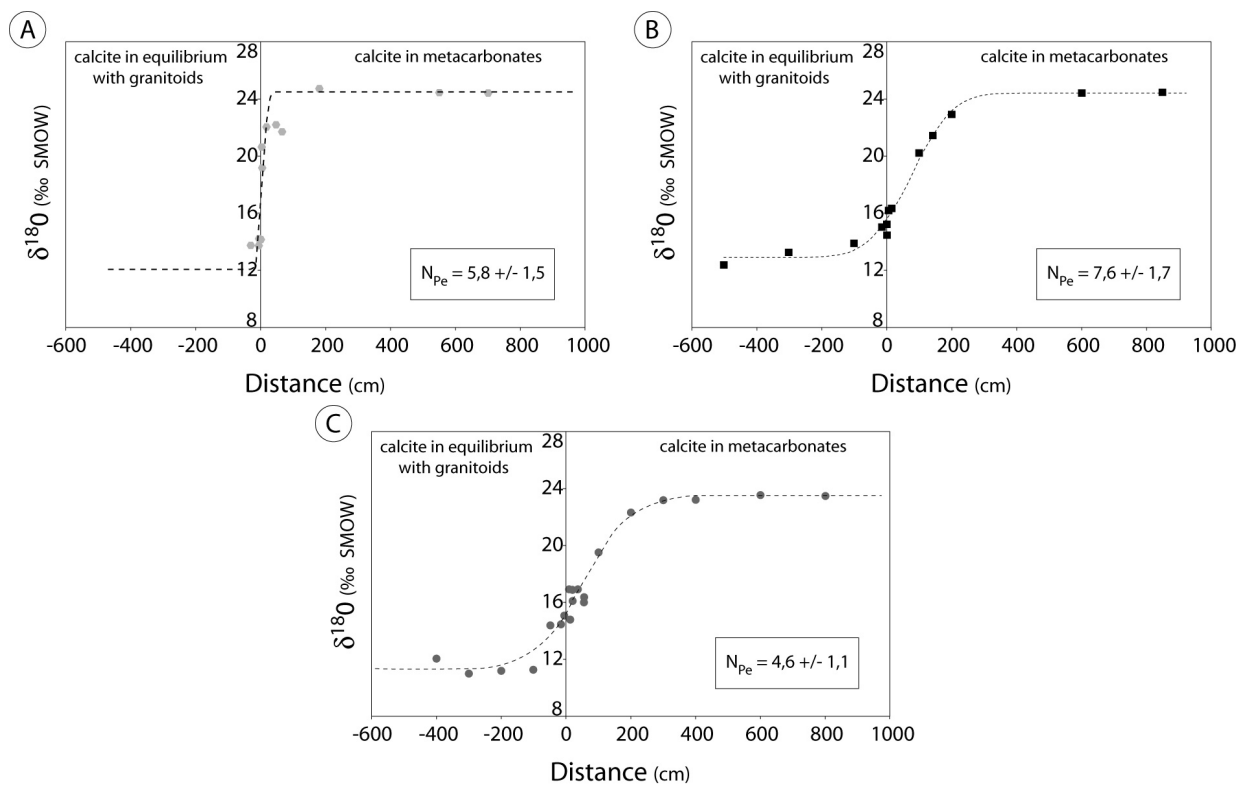 A
calcite in equilibrium
with granitoids
calcite in metacarbonates
28
24
20
16
12
8
δ18O (‰ SMOW)
NPe = 5,8 +/- 1,5
-600 -400 -200 0 200 400 600 800 1000
Distance (cm)
B
calcite in equilibrium
with granitoids
calcite in metacarbonates
28
24
20
16
12
8
δ18O (‰ SMOW)
NPe = 7,6 +/- 1,7
-600 -400 -200 0 200 400 600 800 1000
Distance (cm)
C
calcite in equilibrium
with granitoids
calcite in metacarbonates
28
24
20
16
12
8
δ18O (‰ SMOW)
NPe = 4,6 +/- 1,1
-600 -400 -200 0 200 400 600 800 1000
Distance (cm)